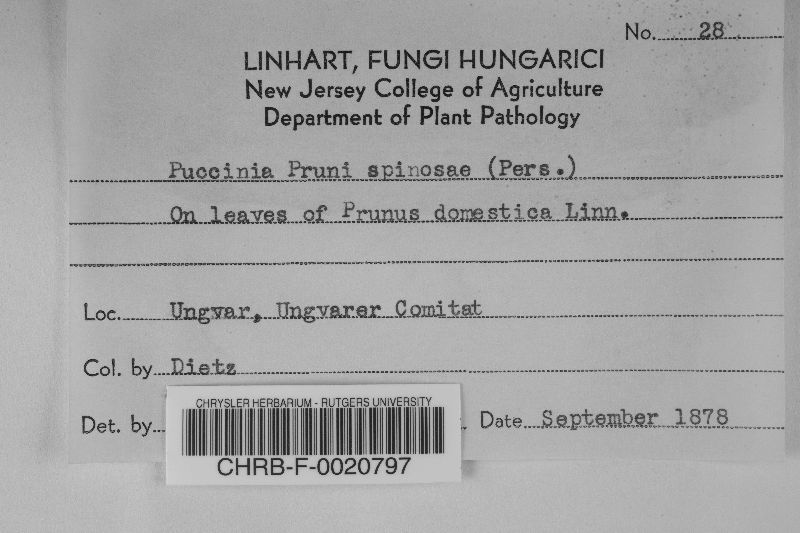 No. 28
LINHART, FUNGI HUNGARICI
New Jersey College of Agriculture
Department of Plant Pathology
Puccinia Pruni spinosae (Pers.)
On leaves of Prunus domestica Linn.
Loc. Ungvar, Ungvarer Comitat
Col. by Dietz
Det. by
Date September 1878
CHRYSLER HERBARIUM - RUTGERS UNIVERSITY
CHRB-F-0020797